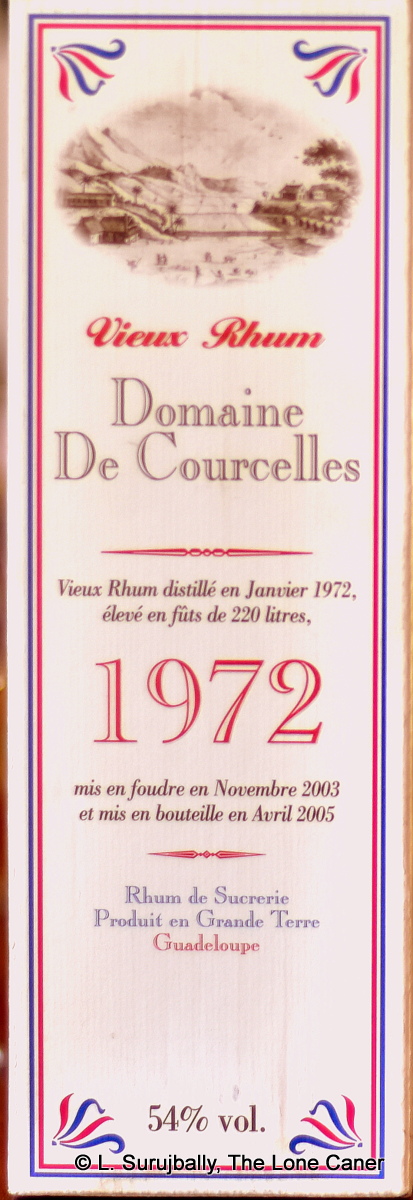 Vieux Rhum
Domaine
De Courcelles
Vieux Rhum distillé en Janvier 1972,
élevé en fûts de 220 litres,
1972
mis en foudre en Novembre 2003
et mis en bouteille en Avril 2005
Rhum de Sucrerie
Produit en Grande Terre
Guadeloupe
54% vol.
© L. Surujbally, The Lone Caner